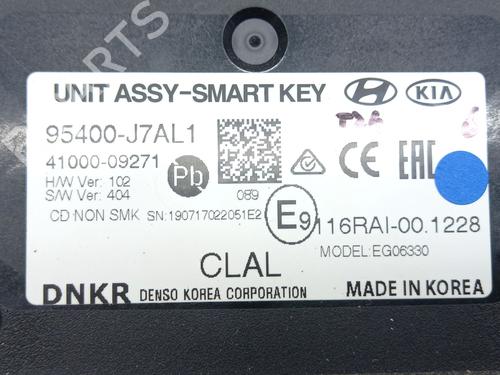 PARTS
UNIT ASSY-SMART KEY
KIA
95400-J7AL1
41000-09271
Pb
H/W Ver: 102
S/W Ver: 404
089
CE
EAC
CD NON SMK SN:190717022051E2
E9
116RAI-00.1228
MODEL:EG06330
CLAL
DNKR DENSO KOREA CORPORATION
MADE IN KOREA